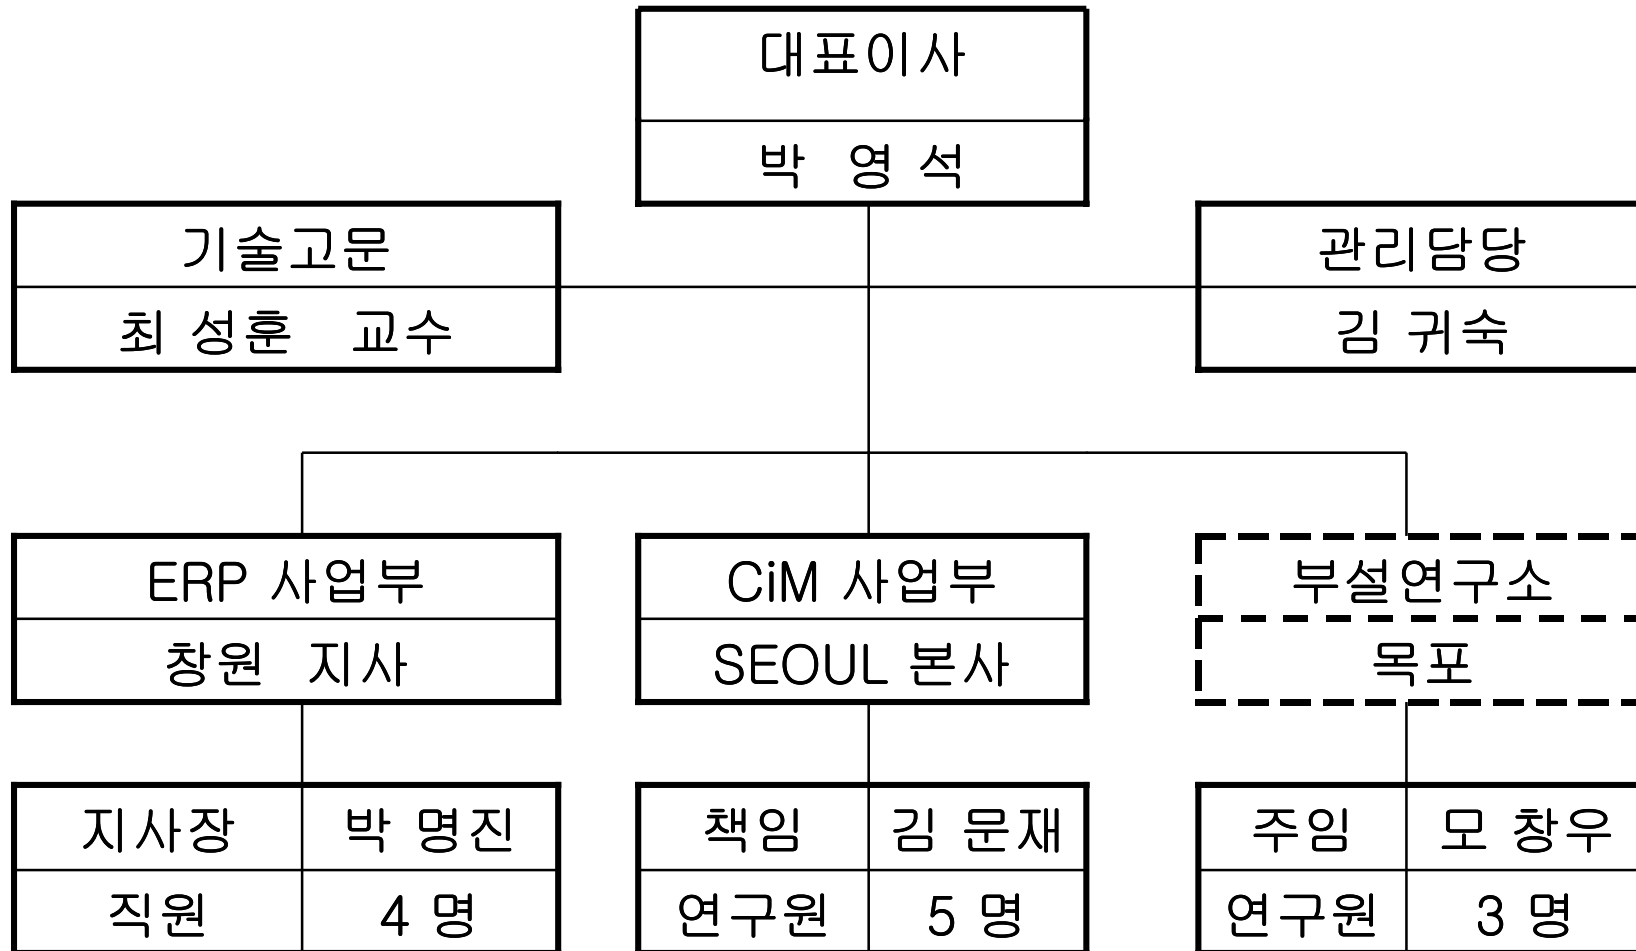 대표이사
박 영 석
기술고문
최 성훈 교수
관리담당
김 귀숙
ERP 사업부
창원 지사
CiM 사업부
SEOUL 본사
부설연구소
목포
지사장 박 명진
직원 4 명
책임 김 문재
연구원 5 명
주임 모 창우
연구원 3 명